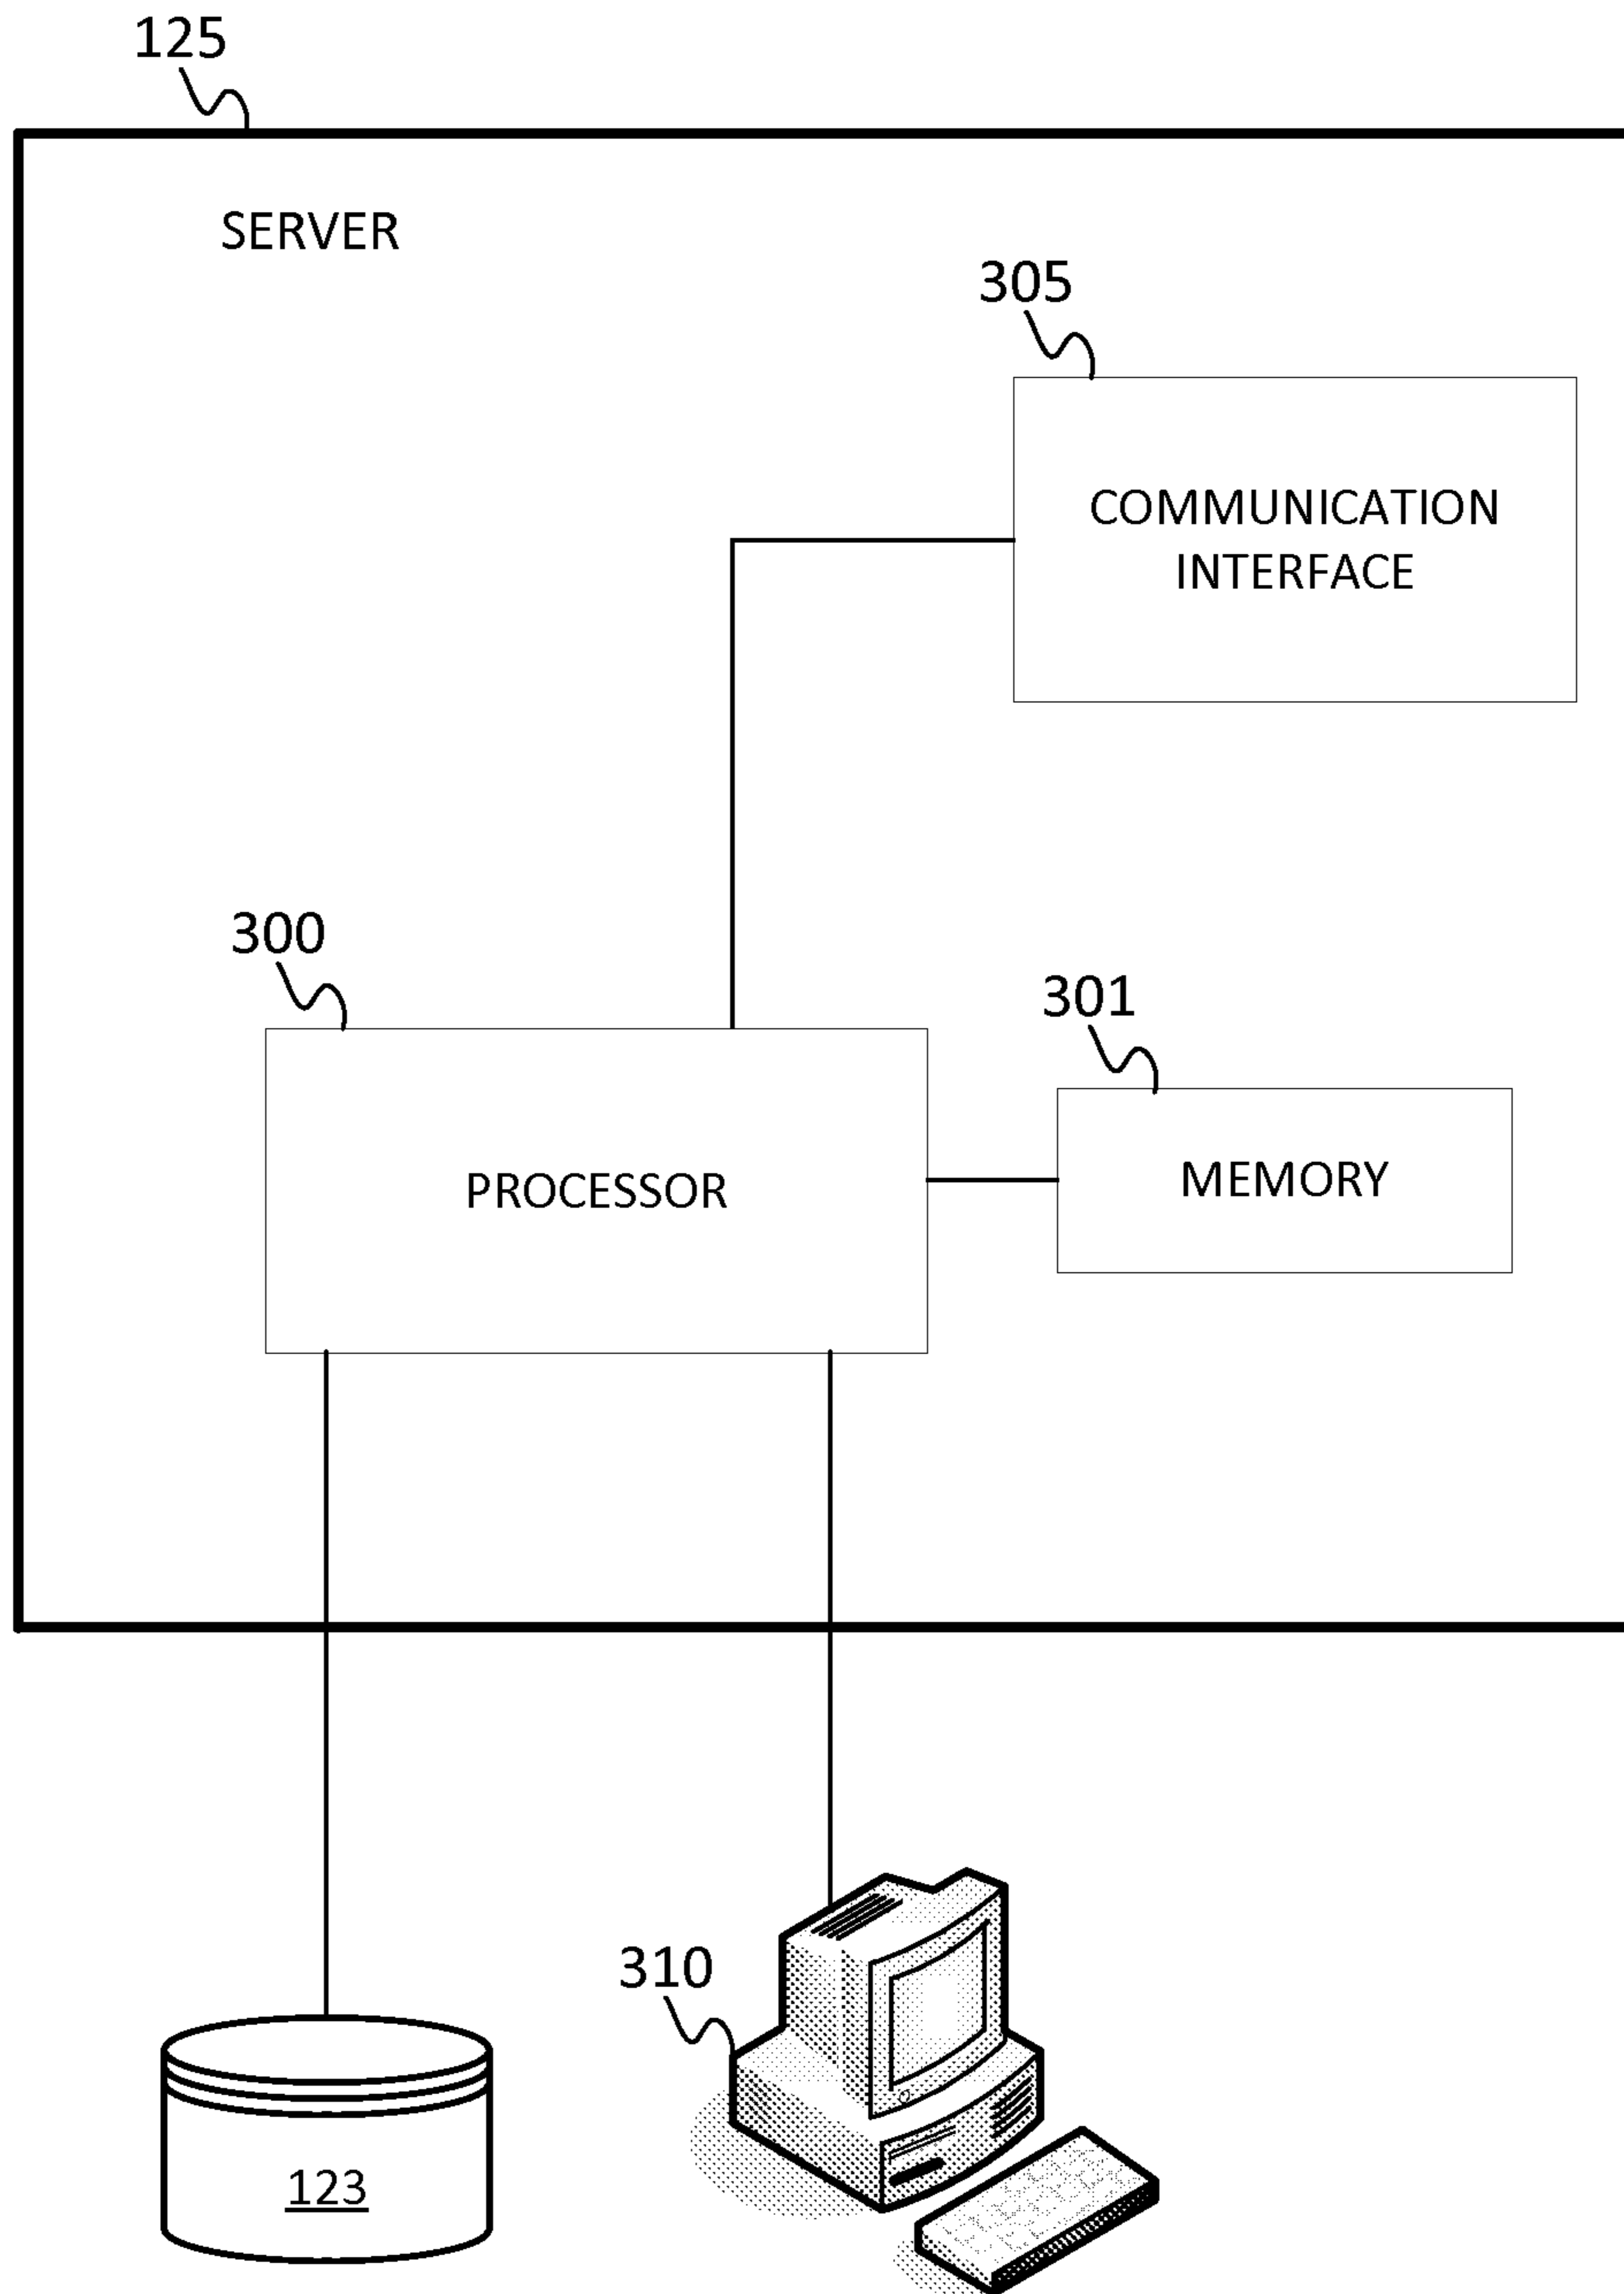 125
SERVER
305
COMMUNICATION
INTERFACE
300
301
PROCESSOR
MEMORY
310
123